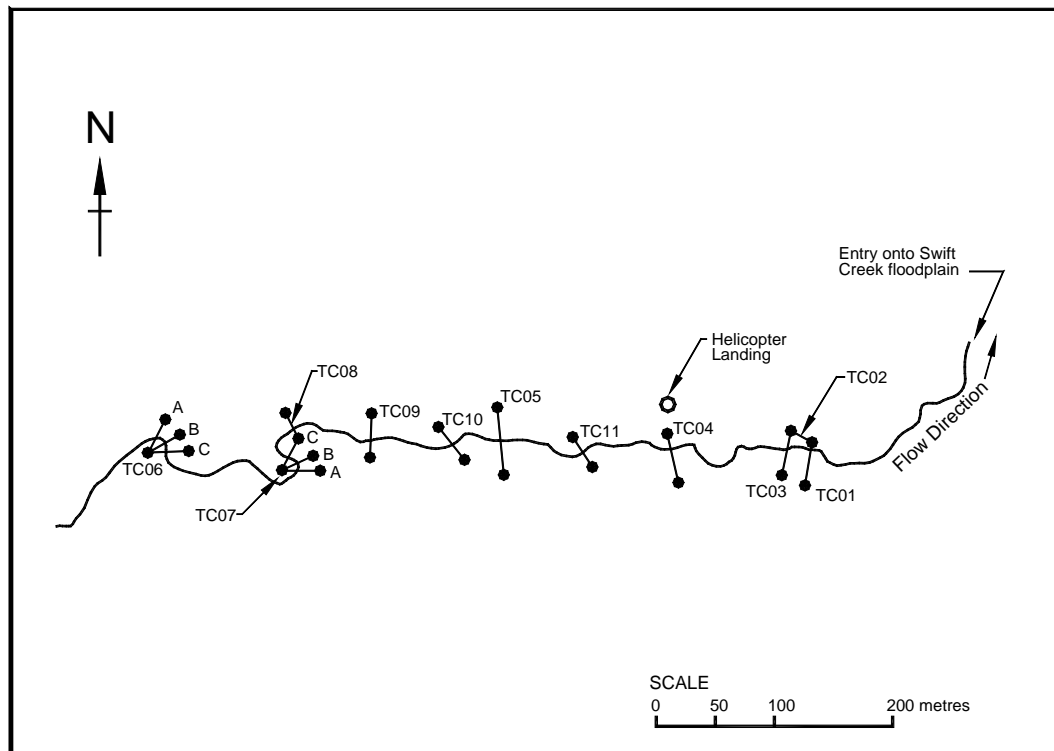 N
Entry onto Swift
Creek floodplain
Helicopter
Landing
TC08
TC02
A
B
C
TC06
TC09
TC10
TC05
TC11
TC04
C
B
A
TC07
TC03
TC01
Flow Direction
SCALE
0 50 100 200 metres